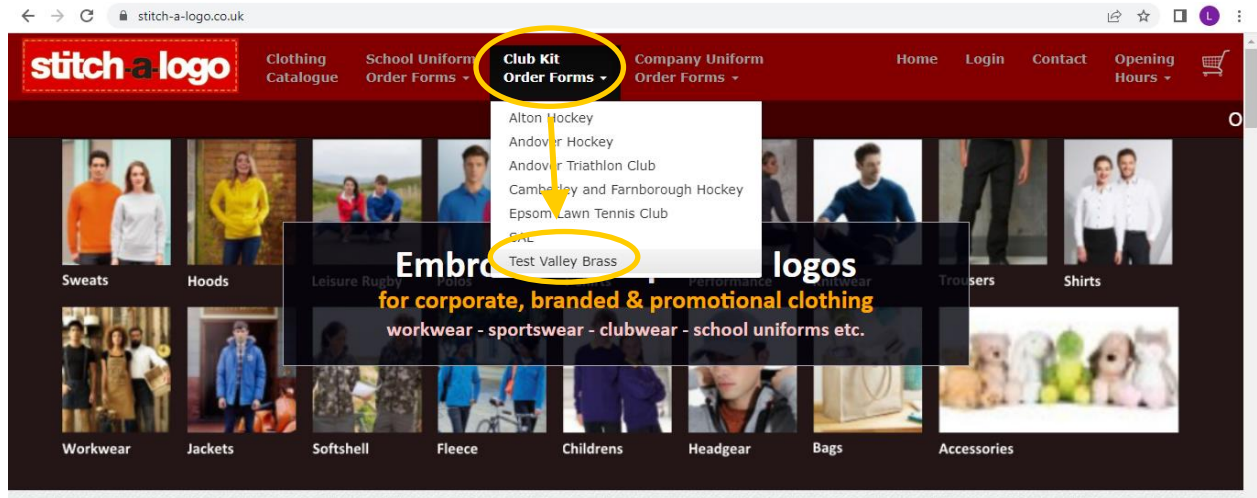 stitch-a-logo.co.uk
L
stitch-a-logo
Clothing
Catalogue
School Uniform
Order Forms
Club Kit
Order Forms
Company Uniform
Order Forms
Home
Login
Contact
Opening
Hours
O
Alton Hockey
Andover Hockey
Andover Triathlon Club
Camberley and Farnborough Hockey
Epsom Lawn Tennis Club
SAL
Test Valley Brass
Sweats
Hoods
Leisure
Rugby
Polos
Performance
Knitwear
Trousers
Shirts
logos
for corporate, branded & promotional clothing
workwear - sportswear - clubwear - school uniforms etc.
Workwear
Jackets
Softshell
Fleece
Childrens
Headgear
Bags
Accessories